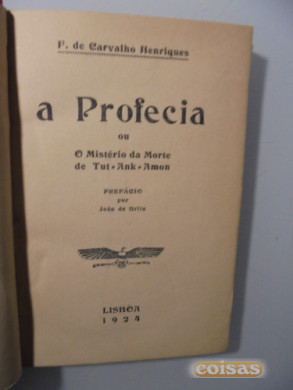 F. de Carvalho Henriques
a Profecia
ou
O Mistério da Morte
de Tut-Ank-Amon
PREFÁCIO
por
João de Brito
LISBOA
1924
coisas